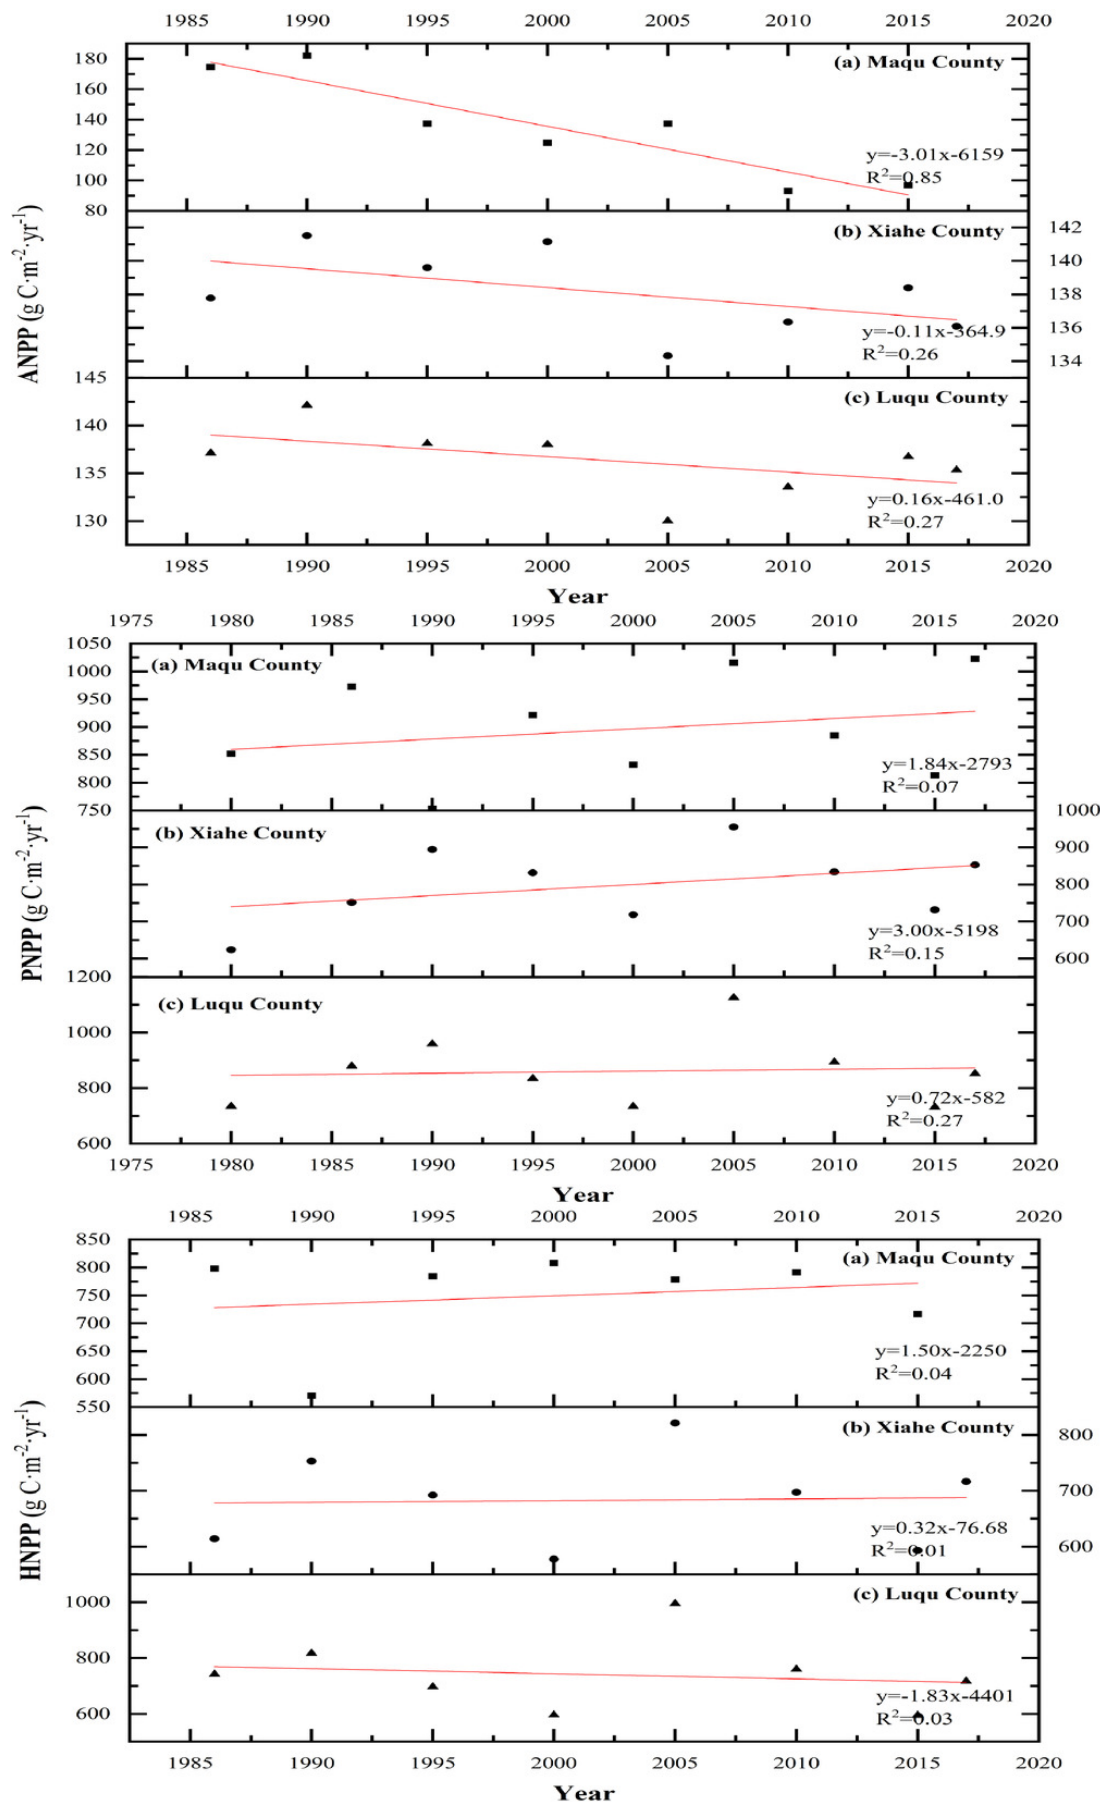 1985 1990 1995 2000 2005 2010 2015 2020
(a) Maqu County
180
160
140
120
100
80
y=-3.01x-6159
R²=0.85
ANPP (g C·m⁻²·yr⁻¹)
(b) Xiahe County
142
140
138
136
134
y=-0.11x-364.9
R²=0.26
(c) Luqu County
145
140
135
130
y=0.16x-461.0
R²=0.27
1985 1990 1995 2000 2005 2010 2015 2020
Year
1975 1980 1985 1990 1995 2000 2005 2010 2015 2020
(a) Maqu County
1050
1000
950
900
850
800
750
y=1.84x-2793
R²=0.07
PNPP (g C·m⁻²·yr⁻¹)
(b) Xiahe County
1000
900
800
700
600
y=3.00x-5198
R²=0.15
(c) Luqu County
1200
1000
800
600
y=0.72x-582
R²=0.27
1975 1980 1985 1990 1995 2000 2005 2010 2015 2020
Year
1985 1990 1995 2000 2005 2010 2015 2020
(a) Maqu County
850
800
750
700
650
600
550
y=1.50x-2250
R²=0.04
HNPP (g C·m⁻²·yr⁻¹)
(b) Xiahe County
800
700
600
y=0.32x-76.68
R²=0.01
(c) Luqu County
1000
800
600
y=-1.83x-4401
R²=0.03
1985 1990 1995 2000 2005 2010 2015 2020
Year